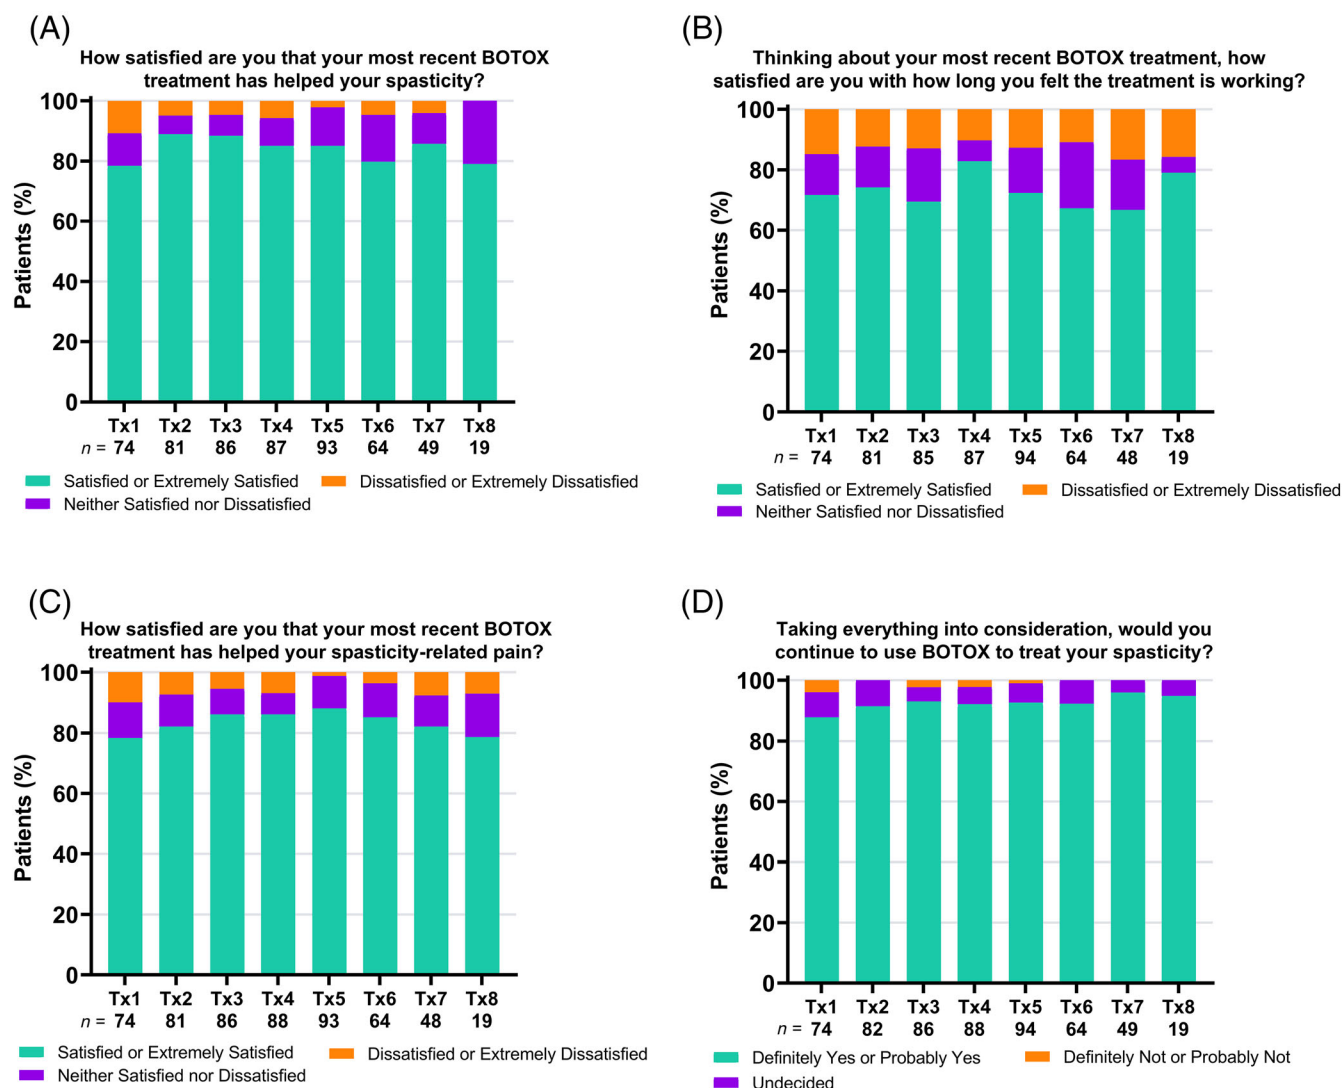 (A)
How satisfied are you that your most recent BOTOX
treatment has helped your spasticity?
Patients (%)
100
80
60
40
20
0
Tx1 Tx2 Tx3 Tx4 Tx5 Tx6 Tx7 Tx8
n = 74 81 86 87 93 64 49 19
Satisfied or Extremely Satisfied Dissatisfied or Extremely Dissatisfied
Neither Satisfied nor Dissatisfied
(B)
Thinking about your most recent BOTOX treatment, how
satisfied are you with how long you felt the treatment is working?
Patients (%)
100
80
60
40
20
0
Tx1 Tx2 Tx3 Tx4 Tx5 Tx6 Tx7 Tx8
n = 74 81 85 87 94 64 48 19
Satisfied or Extremely Satisfied Dissatisfied or Extremely Dissatisfied
Neither Satisfied nor Dissatisfied
(C)
How satisfied are you that your most recent BOTOX
treatment has helped your spasticity-related pain?
Patients (%)
100
80
60
40
20
0
Tx1 Tx2 Tx3 Tx4 Tx5 Tx6 Tx7 Tx8
n = 74 81 86 88 93 64 48 19
Satisfied or Extremely Satisfied Dissatisfied or Extremely Dissatisfied
Neither Satisfied nor Dissatisfied
(D)
Taking everything into consideration, would you
continue to use BOTOX to treat your spasticity?
Patients (%)
100
80
60
40
20
0
Tx1 Tx2 Tx3 Tx4 Tx5 Tx6 Tx7 Tx8
n = 74 82 86 88 94 64 49 19
Definitely Yes or Probably Yes Definitely Not or Probably Not
Undecided